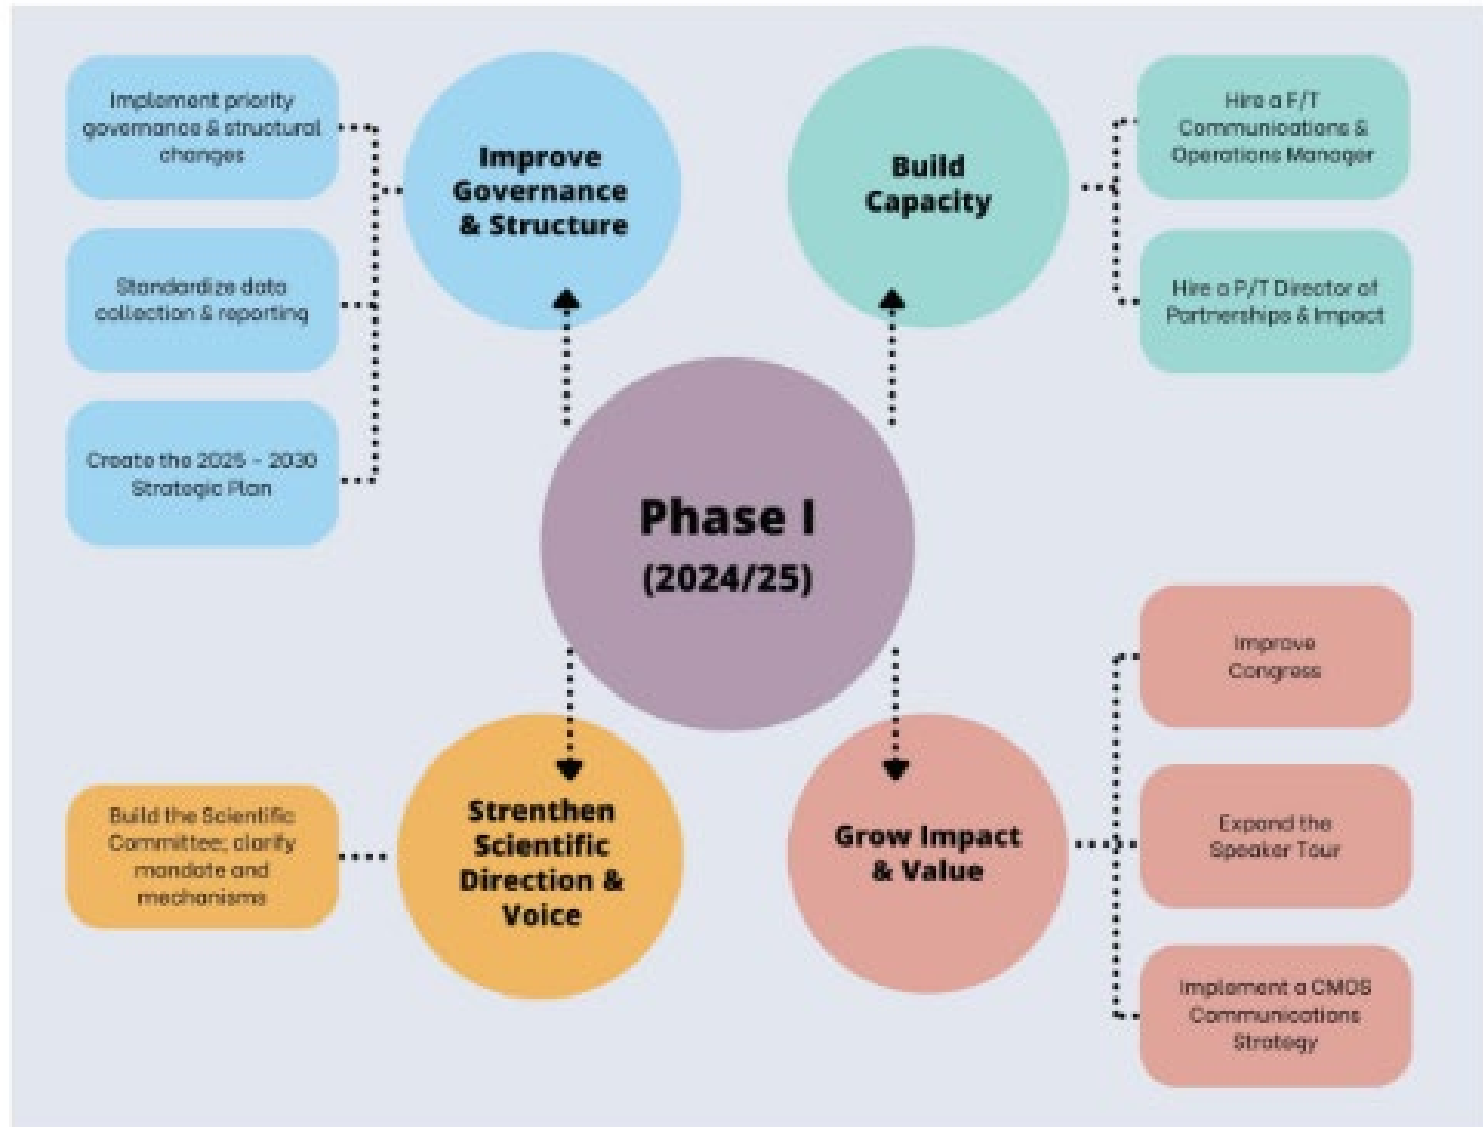 Implement priority
governance & structural
changes
Standardize data
collection & reporting
Create the 2025 - 2030
Strategic Plan
Improve
Governance
& Structure
Build
Capacity
Hire a F/T
Communications &
Operations Manager
Hire a P/T Director of
Partnerships & Impact
Phase I
(2024/25)
Build the Scientific
Committee; clarify
mandate and
mechanisms
Strenthen
Scientific
Direction &
Voice
Grow Impact
& Value
Improve
Congress
Expand the
Speaker Tour
Implement a CMOS
Communications
Strategy